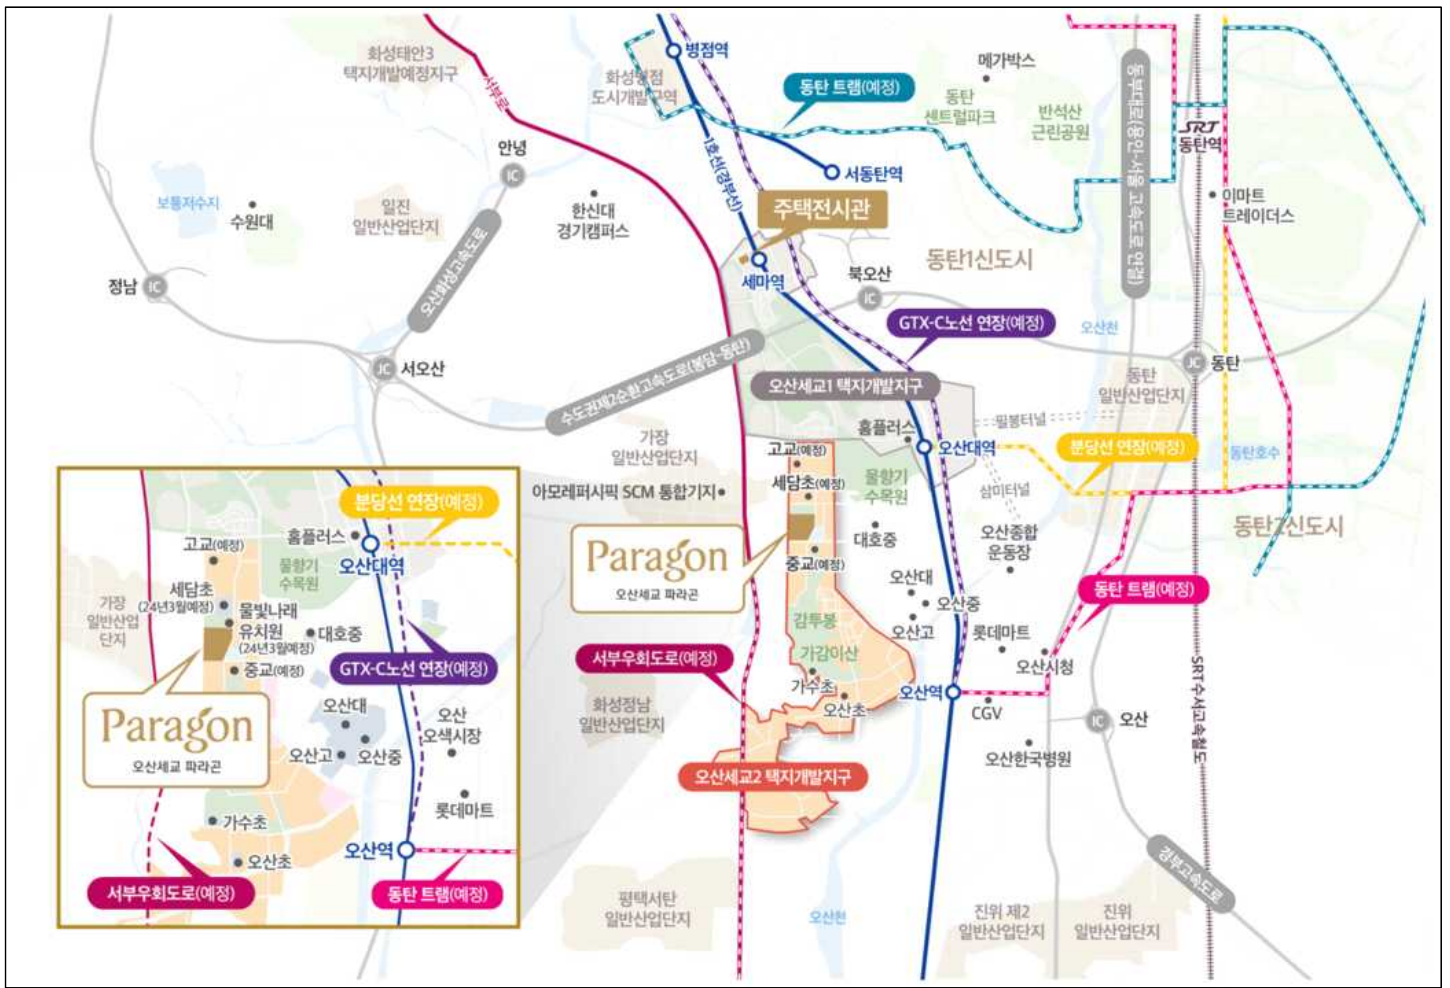 화성태안3
택지개발예정지구
서부로
병점역
화성병점
도시개발구역
동탄 트램(예정)
메가박스
동탄
센트럴파크
반석산
근린공원
동부대로(용인-서울 고속도로 연결)
SRT
동탄역
이마트
트레이더스
1호선(경부선)
서동탄역
안녕
IC
보통저수지
수원대
일진
일반산업단지
한신대
경기캠퍼스
주택전시관
세마역
북오산
IC
동탄1신도시
정남
IC
오산화성고속도로
GTX-C노선 연장(예정)
오산천
JC
서오산
수도권제2순환고속도로(봉담-동탄)
오산세교1 택지개발지구
JC
동탄
동탄
일반산업단지
필봉터널
홈플러스
오산대역
분당선 연장(예정)
동탄호수
가장
일반산업단지
고교(예정)
세담초(예정)
물향기
수목원
삼미터널
아모레퍼시픽 SCM 통합기지
오산종합
운동장
동탄2신도시
대호중
Paragon
오산세교 파라곤
중교(예정)
오산대
오산중
오산고
동탄 트램(예정)
감투봉
롯데마트
서부우회도로(예정)
가감이산
오산시청
SRT수서고속철도
가수초
오산초
오산역
CGV
IC
오산
화성정남
일반산업단지
오산한국병원
오산세교2 택지개발지구
경부고속도로
평택서탄
일반산업단지
오산천
진위 제2
일반산업단지
진위
일반산업단지
분당선 연장(예정)
홈플러스
오산대역
고교(예정)
물향기
수목원
세담초
(24년3월예정)
가장
일반산업
단지
물빛나래
유치원
(24년3월예정)
대호중
GTX-C노선 연장(예정)
중교(예정)
Paragon
오산세교 파라곤
오산대
오산
오색시장
오산고
오산중
롯데마트
가수초
오산역
오산초
서부우회도로(예정)
동탄 트램(예정)